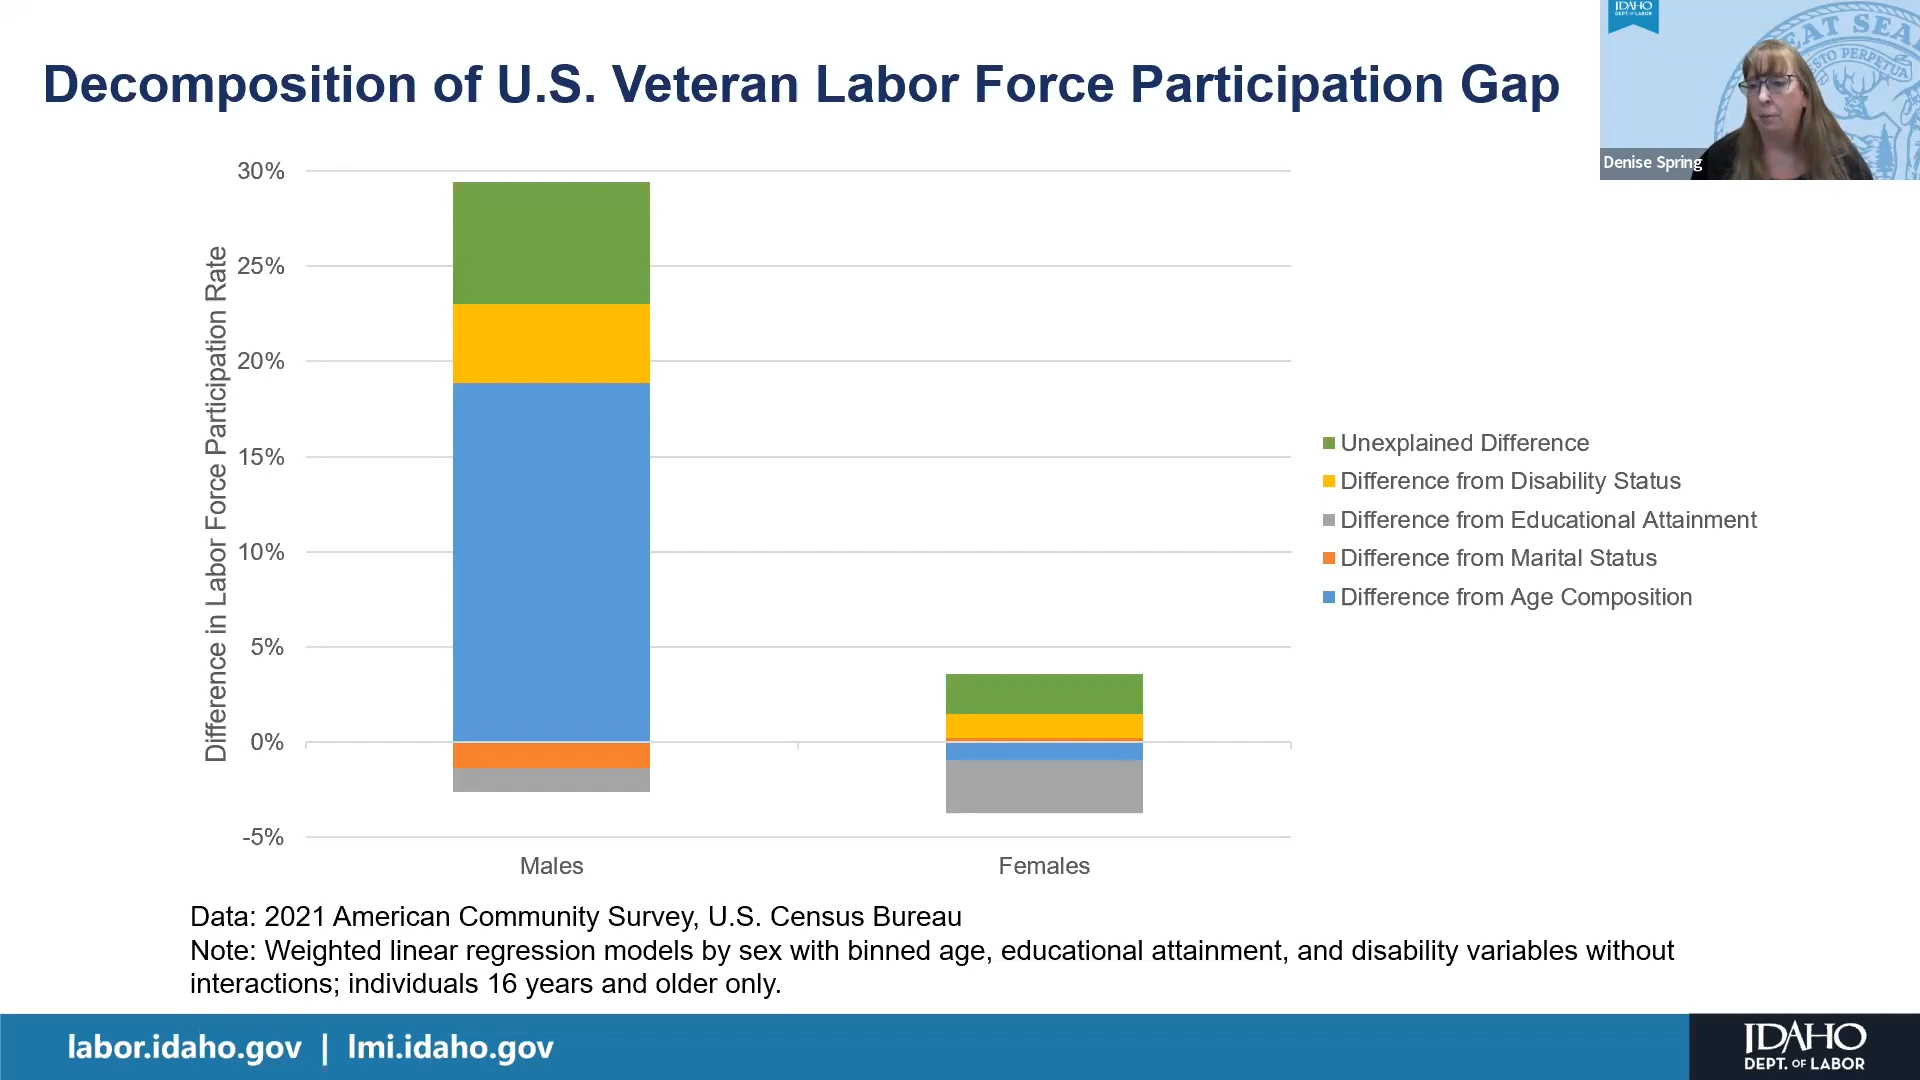 Decomposition of U.S. Veteran Labor Force Participation Gap
IDAHO
DEPT. OF LABOR
Denise Spring
Difference in Labor Force Participation Rate
30%
25%
20%
15%
10%
5%
0%
-5%
Males
Females
Unexplained Difference
Difference from Disability Status
Difference from Educational Attainment
Difference from Marital Status
Difference from Age Composition
Data: 2021 American Community Survey, U.S. Census Bureau
Note: Weighted linear regression models by sex with binned age, educational attainment, and disability variables without
interactions; individuals 16 years and older only.
labor.idaho.gov | lmi.idaho.gov
IDAHO
DEPT. OF LABOR